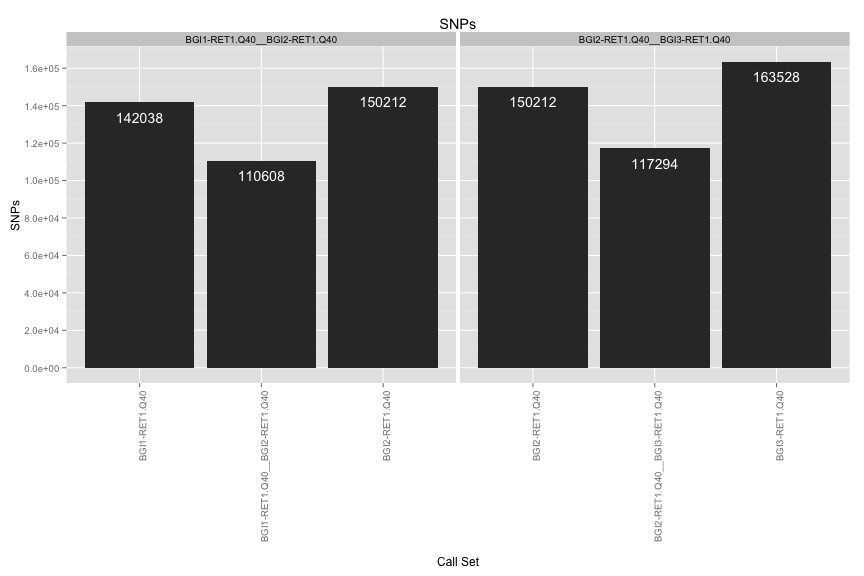 SNPs
BGI1-RET1.Q40__BGI2-RET1.Q40
BGI2-RET1.Q40__BGI3-RET1.Q40
SNPs
1.6e+05
1.4e+05
1.2e+05
1.0e+05
8.0e+04
6.0e+04
4.0e+04
2.0e+04
0.0e+00
142038
110608
150212
150212
117294
163528
BGI1-RET1.Q40
BGI1-RET1.Q40__BGI2-RET1.Q40
BGI2-RET1.Q40
BGI2-RET1.Q40
BGI2-RET1.Q40__BGI3-RET1.Q40
BGI3-RET1.Q40
Call Set